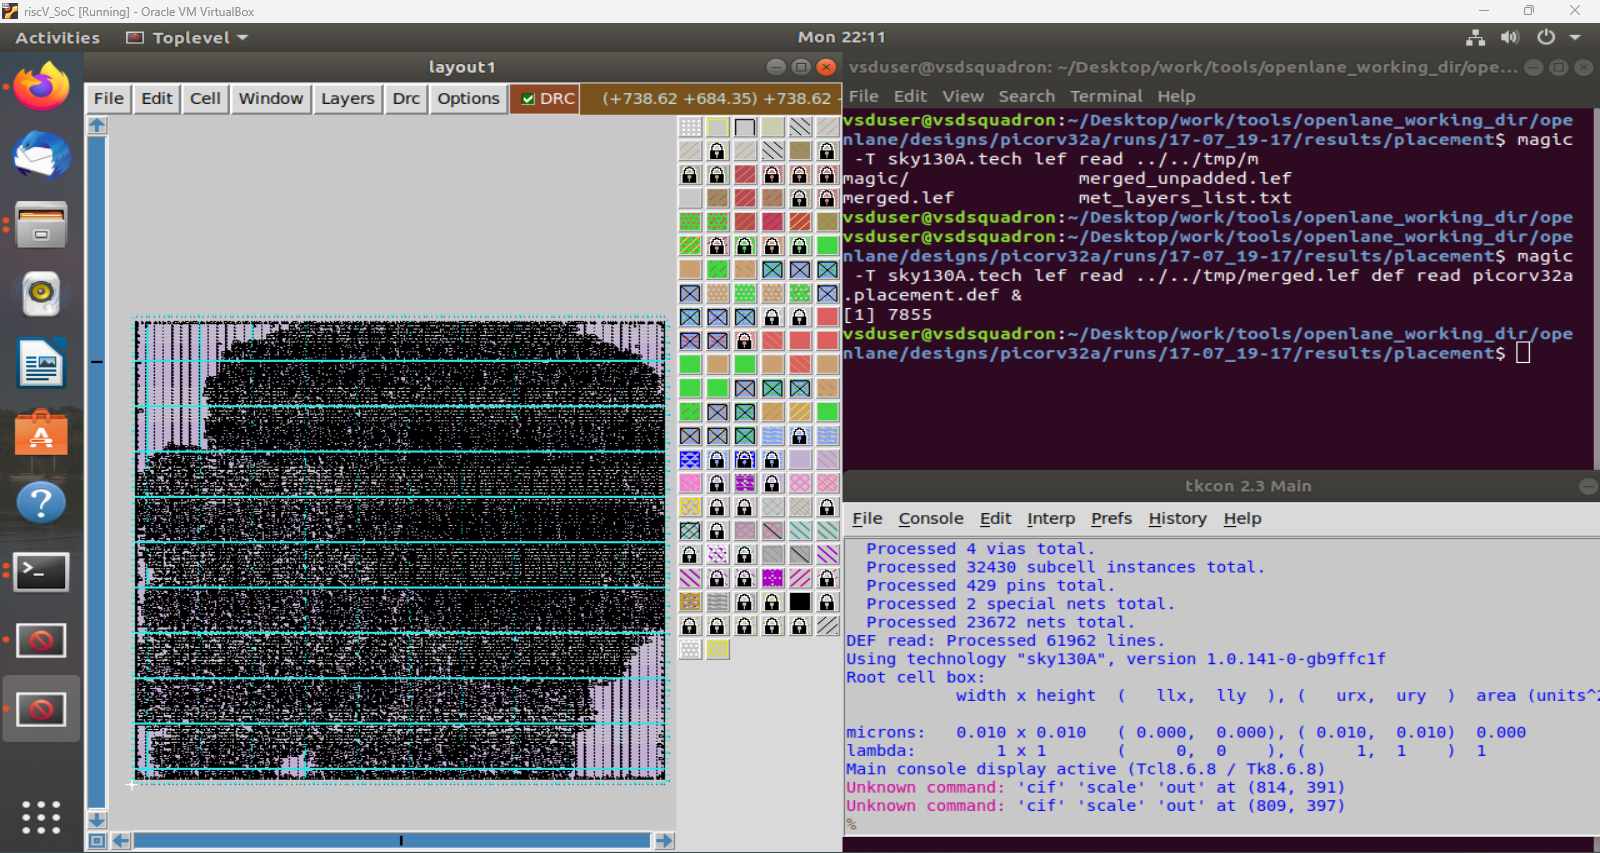 riscV_SoC [Running] - Oracle VM VirtualBox
Activities Toplevel Mon 22:11
layout1
File Edit Cell Window Layers Drc Options DRC (+738.62 +684.35) +738.62 -
vsduser@vsdsquadron: ~/Desktop/work/tools/openlane_working_dir/ope...
File Edit View Search Terminal Help
vsduser@vsdsquadron:~/Desktop/work/tools/openlane_working_dir/ope
nlane/designs/picorv32a/runs/17-07_19-17/results/placement$ magic
-T sky130A.tech lef read ../../tmp/m
magic/ merged_unpadded.lef
merged.lef met_layers_list.txt
vsduser@vsdsquadron:~/Desktop/work/tools/openlane_working_dir/ope
vsduser@vsdsquadron:~/Desktop/work/tools/openlane_working_dir/ope
nlane/designs/picorv32a/runs/17-07_19-17/results/placement$ magic
-T sky130A.tech lef read ../../tmp/merged.lef def read picorv32a
.placement.def &
[1] 7855
vsduser@vsdsquadron:~/Desktop/work/tools/openlane_working_dir/ope
nlane/designs/picorv32a/runs/17-07_19-17/results/placement$
tkcon 2.3 Main
File Console Edit Interp Prefs History Help
Processed 4 vias total.
Processed 32430 subcell instances total.
Processed 429 pins total.
Processed 2 special nets total.
Processed 23672 nets total.
DEF read: Processed 61962 lines.
Using technology "sky130A", version 1.0.141-0-gb9ffc1f
Root cell box:
width x height ( llx, lly ), ( urx, ury ) area (units^2
microns: 0.010 x 0.010 ( 0.000, 0.000), ( 0.010, 0.010) 0.000
lambda: 1 x 1 ( 0, 0 ), ( 1, 1 ) 1
Main console display active (Tcl8.6.8 / Tk8.6.8)
Unknown command: 'cif' 'scale' 'out' at (814, 391)
Unknown command: 'cif' 'scale' 'out' at (809, 397)
%